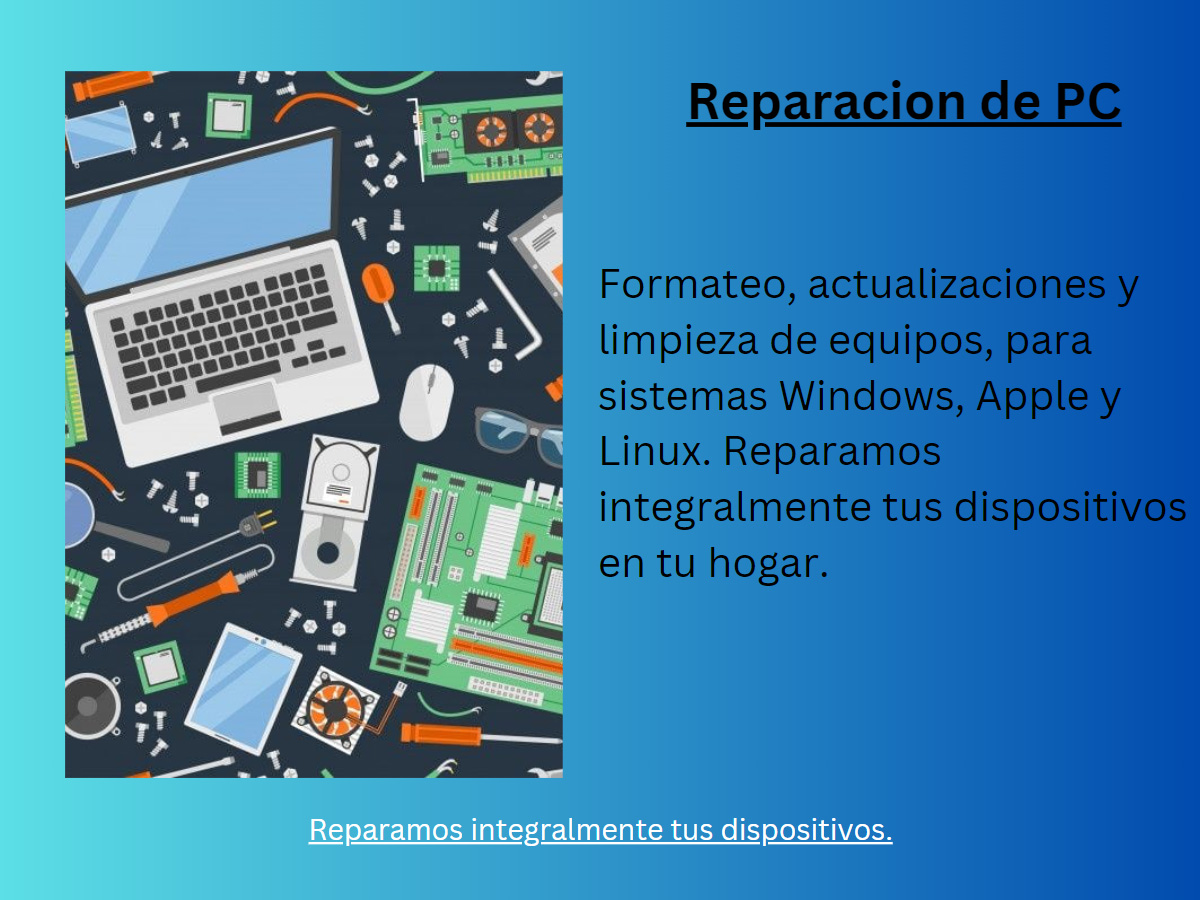 Reparacion de PC
Formateo, actualizaciones y
limpieza de equipos, para
sistemas Windows, Apple y
Linux. Reparamos
integralmente tus dispositivos
en tu hogar.
Reparamos integralmente tus dispositivos.